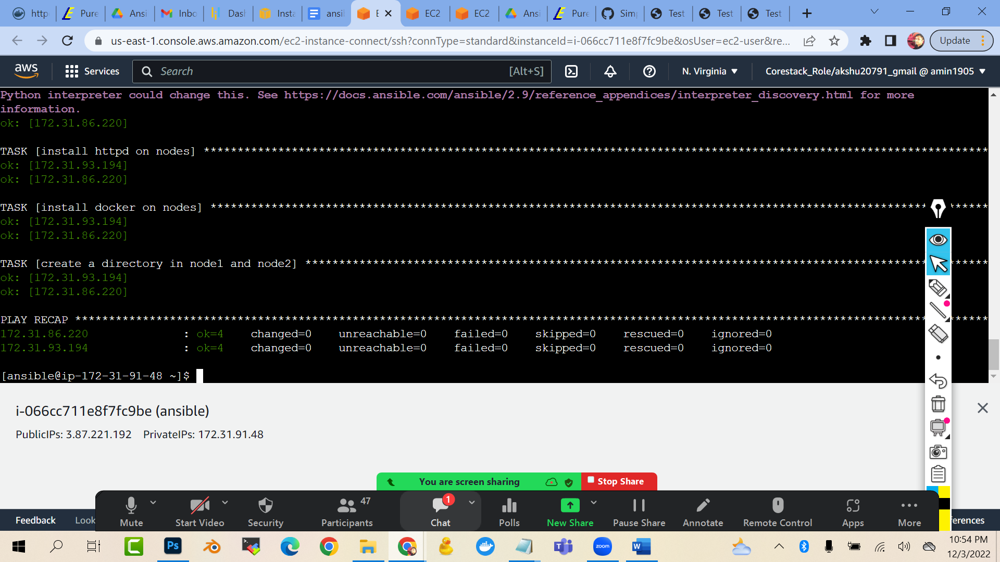 http
Pure
Ansi
Inbo
Dash
Insta
ansib
E
EC2
EC2
Ansi
Pure
Sim
Test
Test
Test
us-east-1.console.aws.amazon.com/ec2-instance-connect/ssh?connType=standard&instanceId=i-066cc711e8f7fc9be&osUser=ec2-user&re...
Update
aws
Services
Search
[Alt+S]
N. Virginia
Corestack_Role/akshu20791_gmail @ amin1905
Python interpreter could change this. See https://docs.ansible.com/ansible/2.9/reference_appendices/interpreter_discovery.html for more
information.
ok: [172.31.86.220]
TASK [install httpd on nodes] ********************************************************************************************************************
ok: [172.31.93.194]
ok: [172.31.86.220]
TASK [install docker on nodes] *******************************************************************************************************************
ok: [172.31.93.194]
ok: [172.31.86.220]
TASK [create a directory in node1 and node2] *****************************************************************************************************
ok: [172.31.93.194]
ok: [172.31.86.220]
PLAY RECAP ***************************************************************************************************************************************
172.31.86.220 : ok=4 changed=0 unreachable=0 failed=0 skipped=0 rescued=0 ignored=0
172.31.93.194 : ok=4 changed=0 unreachable=0 failed=0 skipped=0 rescued=0 ignored=0
[ansible@ip-172-31-91-48 ~]$
i-066cc711e8f7fc9be (ansible)
PublicIPs: 3.87.221.192 PrivateIPs: 172.31.91.48
You are screen sharing
Stop Share
47
1
Mute
Start Video
Security
Participants
Chat
Polls
New Share
Pause Share
Annotate
Remote Control
Apps
More
Feedback
Look
ferences
Ps
zoom
W
10:54 PM
12/3/2022